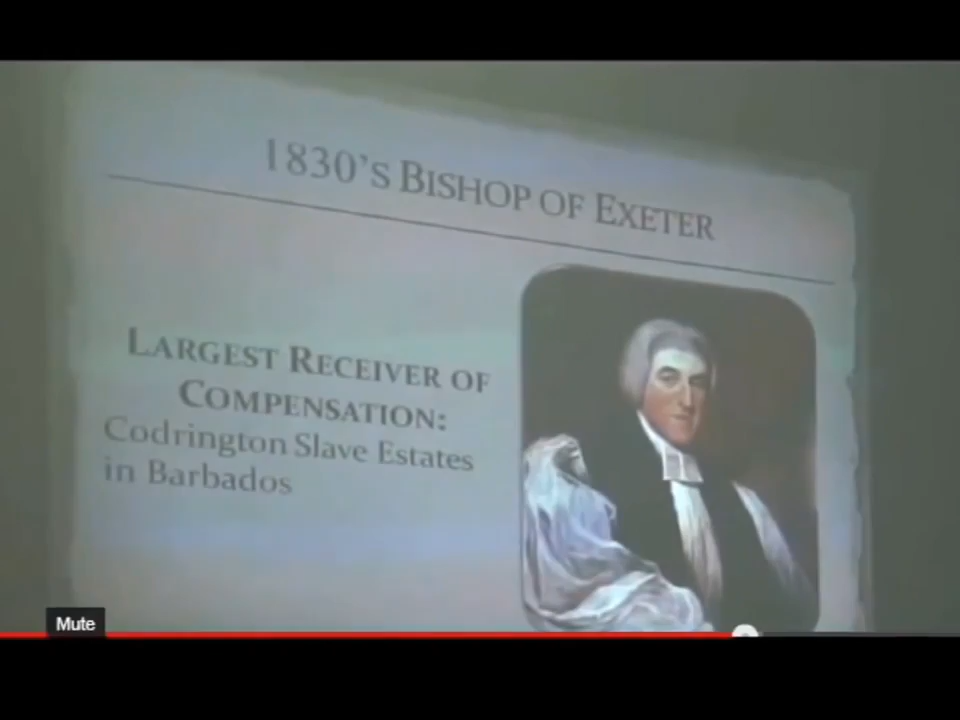 1830's BISHOP OF EXETER
LARGEST RECEIVER OF
COMPENSATION:
Codrington Slave Estates
in Barbados
Mute